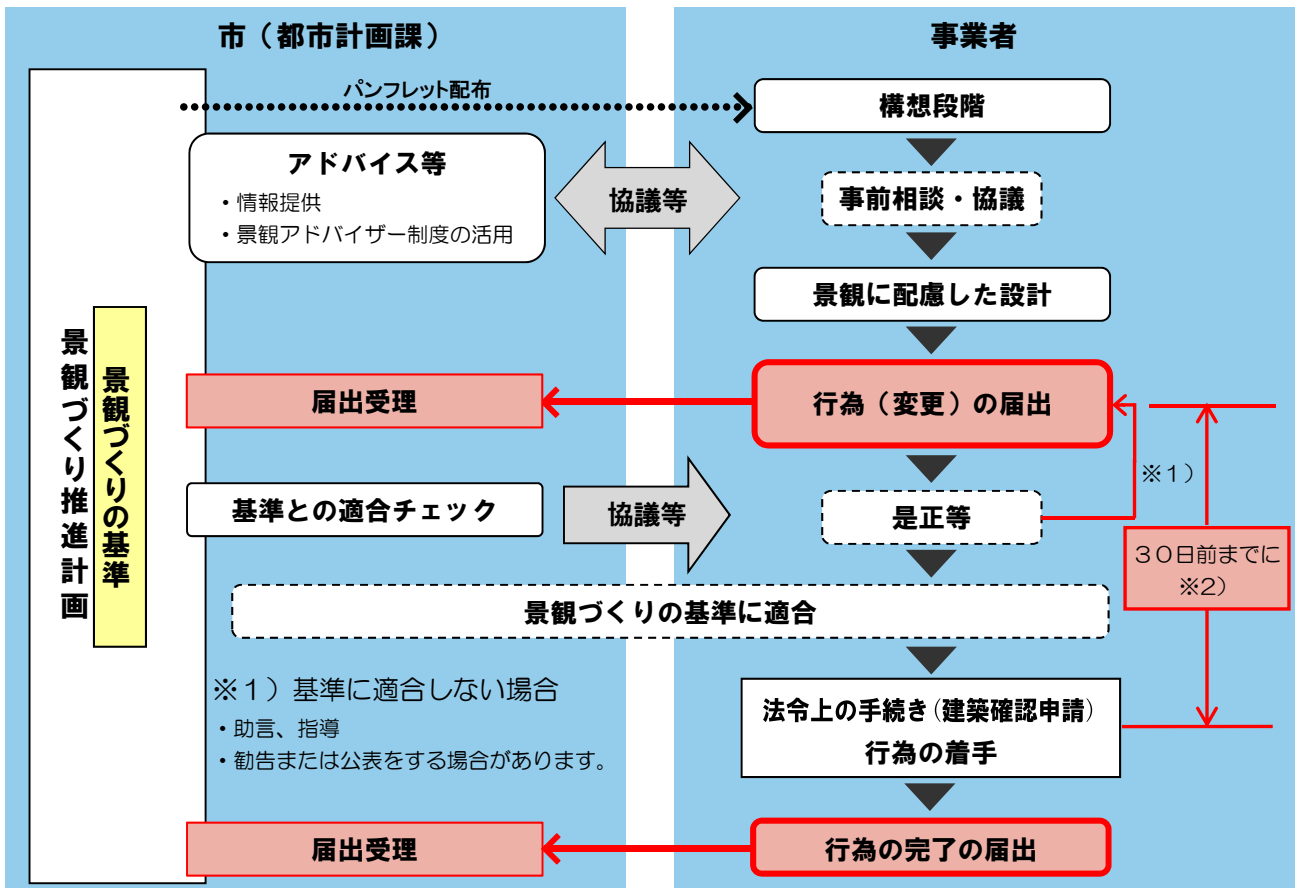 市（都市計画課）
事業者
パンフレット配布
構想段階
アドバイス等
・情報提供
・景観アドバイザー制度の活用
協議等
事前相談・協議
景観に配慮した設計
景観づくり推進計画
景観づくりの基準
届出受理
行為（変更）の届出
※１）
基準との適合チェック
協議等
是正等
３０日前までに
※2）
景観づくりの基準に適合
※１）基準に適合しない場合
・助言、指導
・勧告または公表をする場合があります。
法令上の手続き（建築確認申請）
行為の着手
届出受理
行為の完了の届出